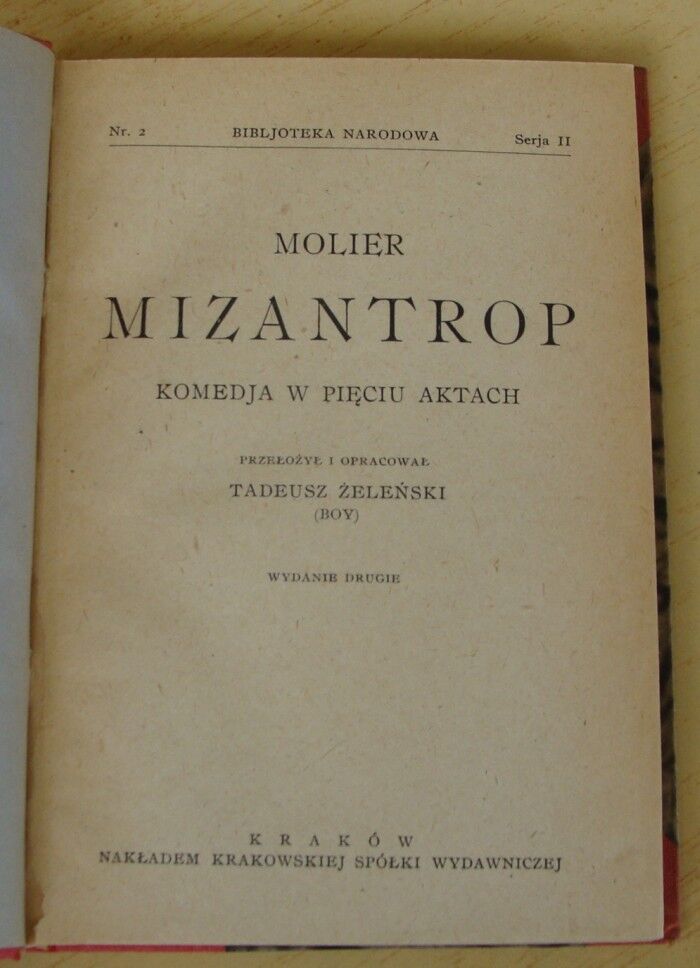 Nr. 2 BIBLJOTEKA NARODOWA Serja II
MOLIER
MIZANTROP
KOMEDJA W PIĘCIU AKTACH
PRZEŁOŻYŁ I OPRACOWAŁ
TADEUSZ ŻELEŃSKI
(BOY)
WYDANIE DRUGIE
KRAKÓW
NAKŁADEM KRAKOWSKIEJ SPÓŁKI WYDAWNICZEJ